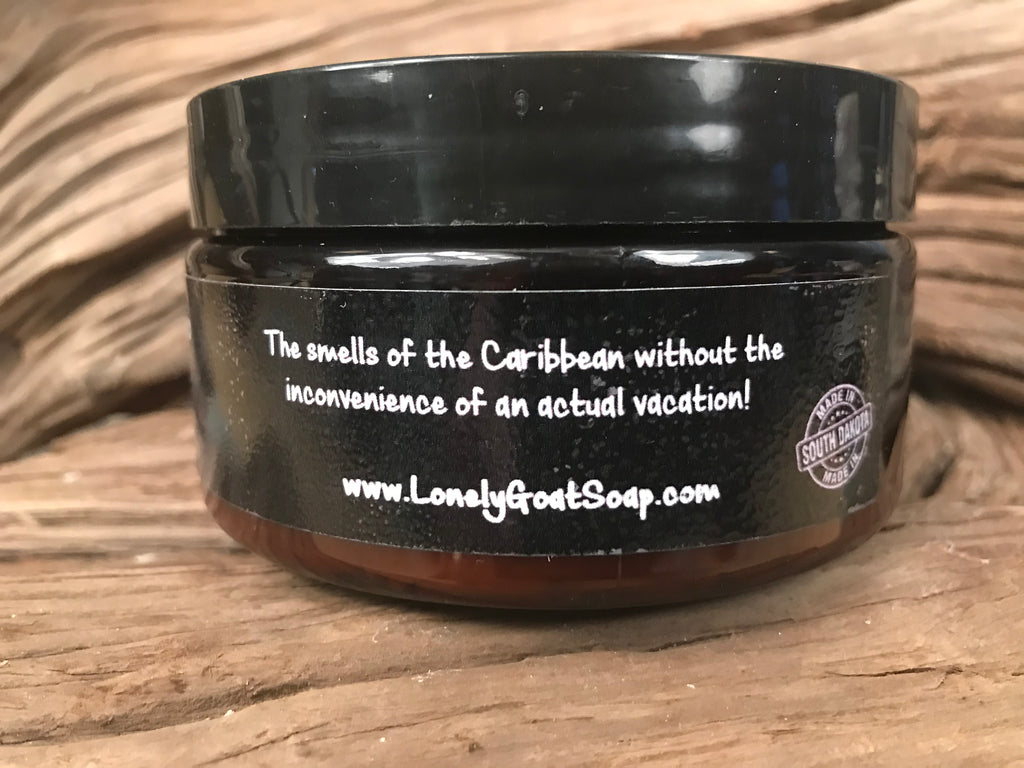 The smells of the Caribbean without the
inconvenience of an actual vacation!
www.LonelyGoatSoap.com
MADE IN
SOUTH DAKOTA
MADE IN